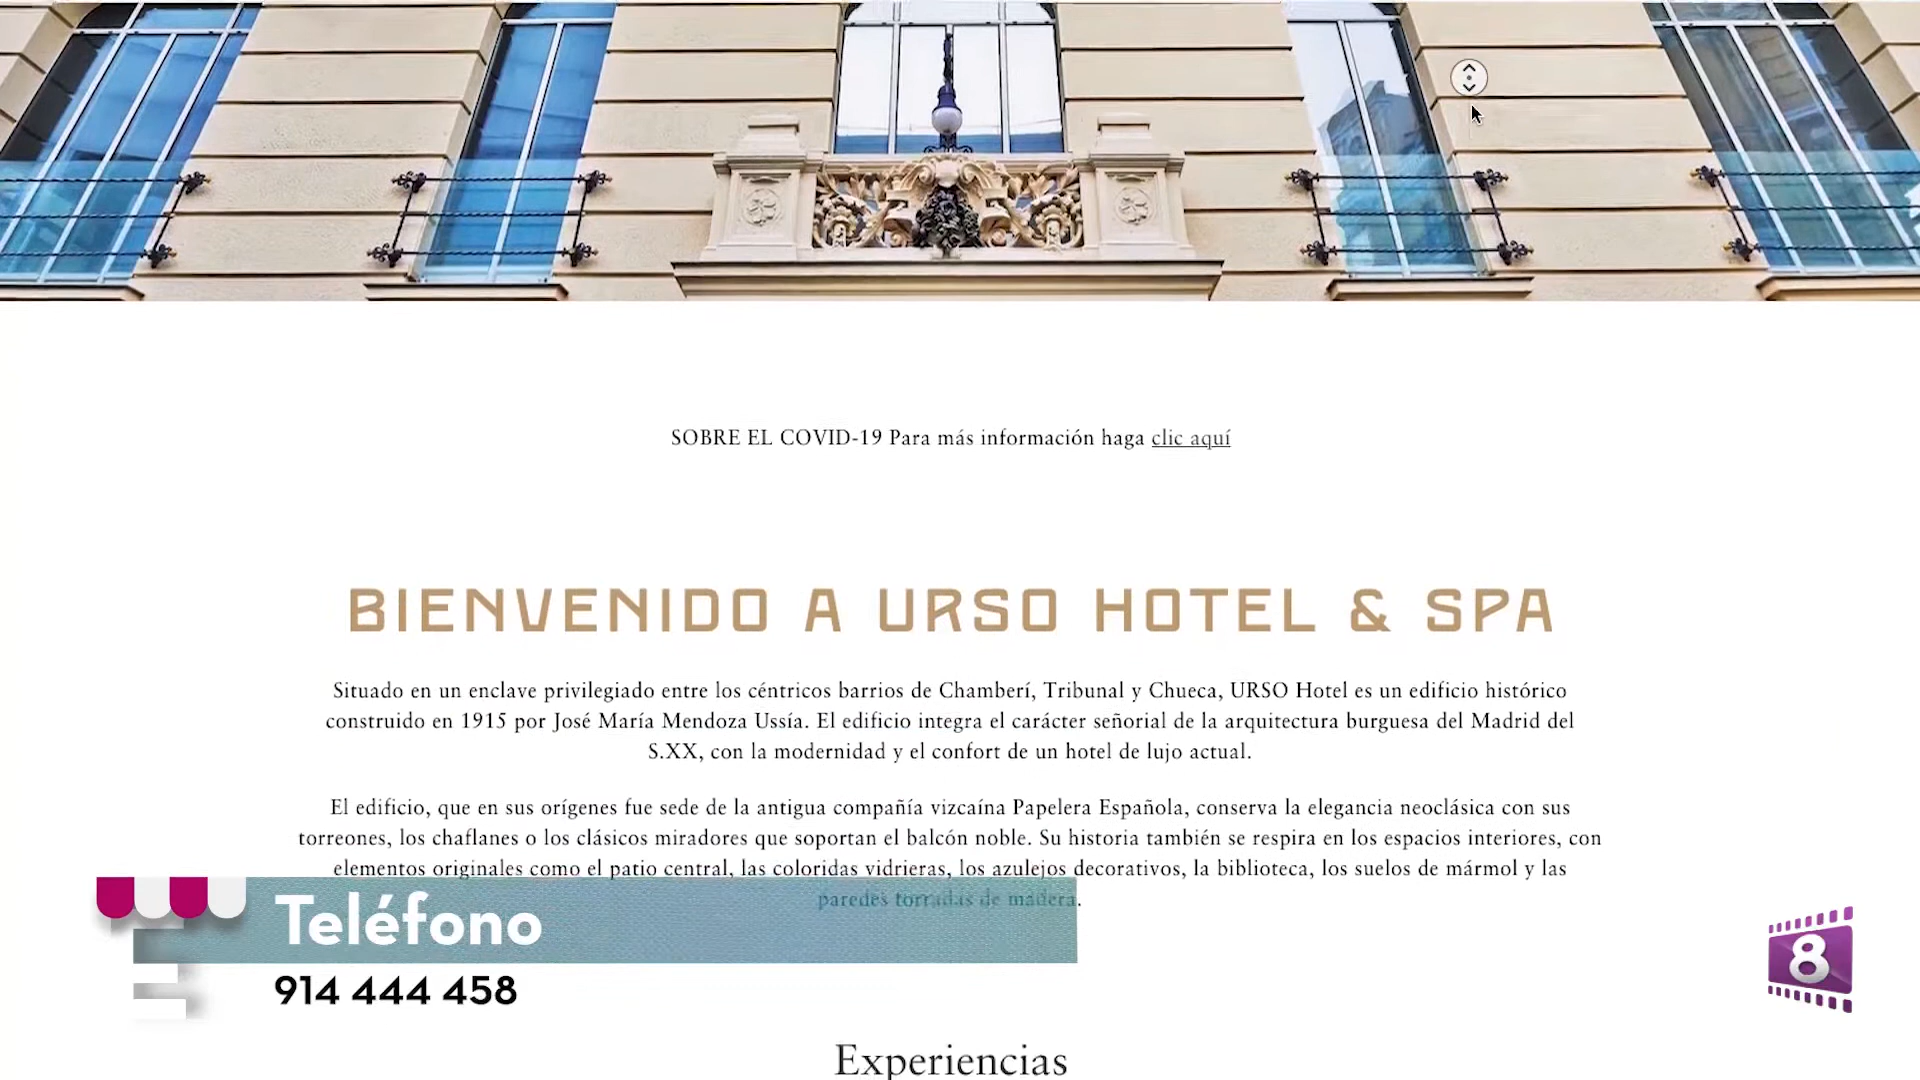 SOBRE EL COVID-19 Para más información haga clic aquí
BIENVENIDO A URSO HOTEL & SPA
Situado en un enclave privilegiado entre los céntricos barrios de Chamberí, Tribunal y Chueca, URSO Hotel es un edificio histórico
construido en 1915 por José María Mendoza Ussía. El edificio integra el carácter señorial de la arquitectura burguesa del Madrid del
S.XX, con la modernidad y el confort de un hotel de lujo actual.
El edificio, que en sus orígenes fue sede de la antigua compañía vizcaína Papelera Española, conserva la elegancia neoclásica con sus
torreones, los chaflanes o los clásicos miradores que soportan el balcón noble. Su historia también se respira en los espacios interiores, con
elementos originales como el patio central, las coloridas vidrieras, los azulejos decorativos, la biblioteca, los suelos de mármol y las
paredes torradas de madera.
Teléfono
914 444 458
8
Experiencias